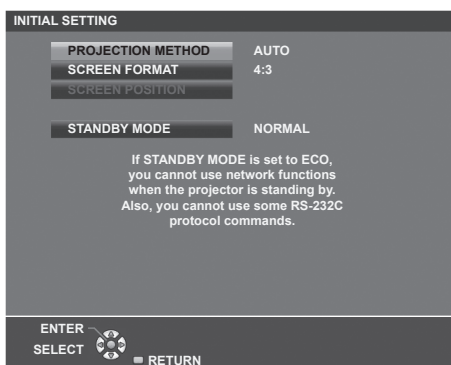 INITIAL SETTING
PROJECTION METHOD AUTO
SCREEN FORMAT 4:3
SCREEN POSITION
STANDBY MODE NORMAL
If STANDBY MODE is set to ECO,
you cannot use network functions
when the projector is standing by.
Also, you cannot use some RS-232C
protocol commands.
ENTER
SELECT
RETURN